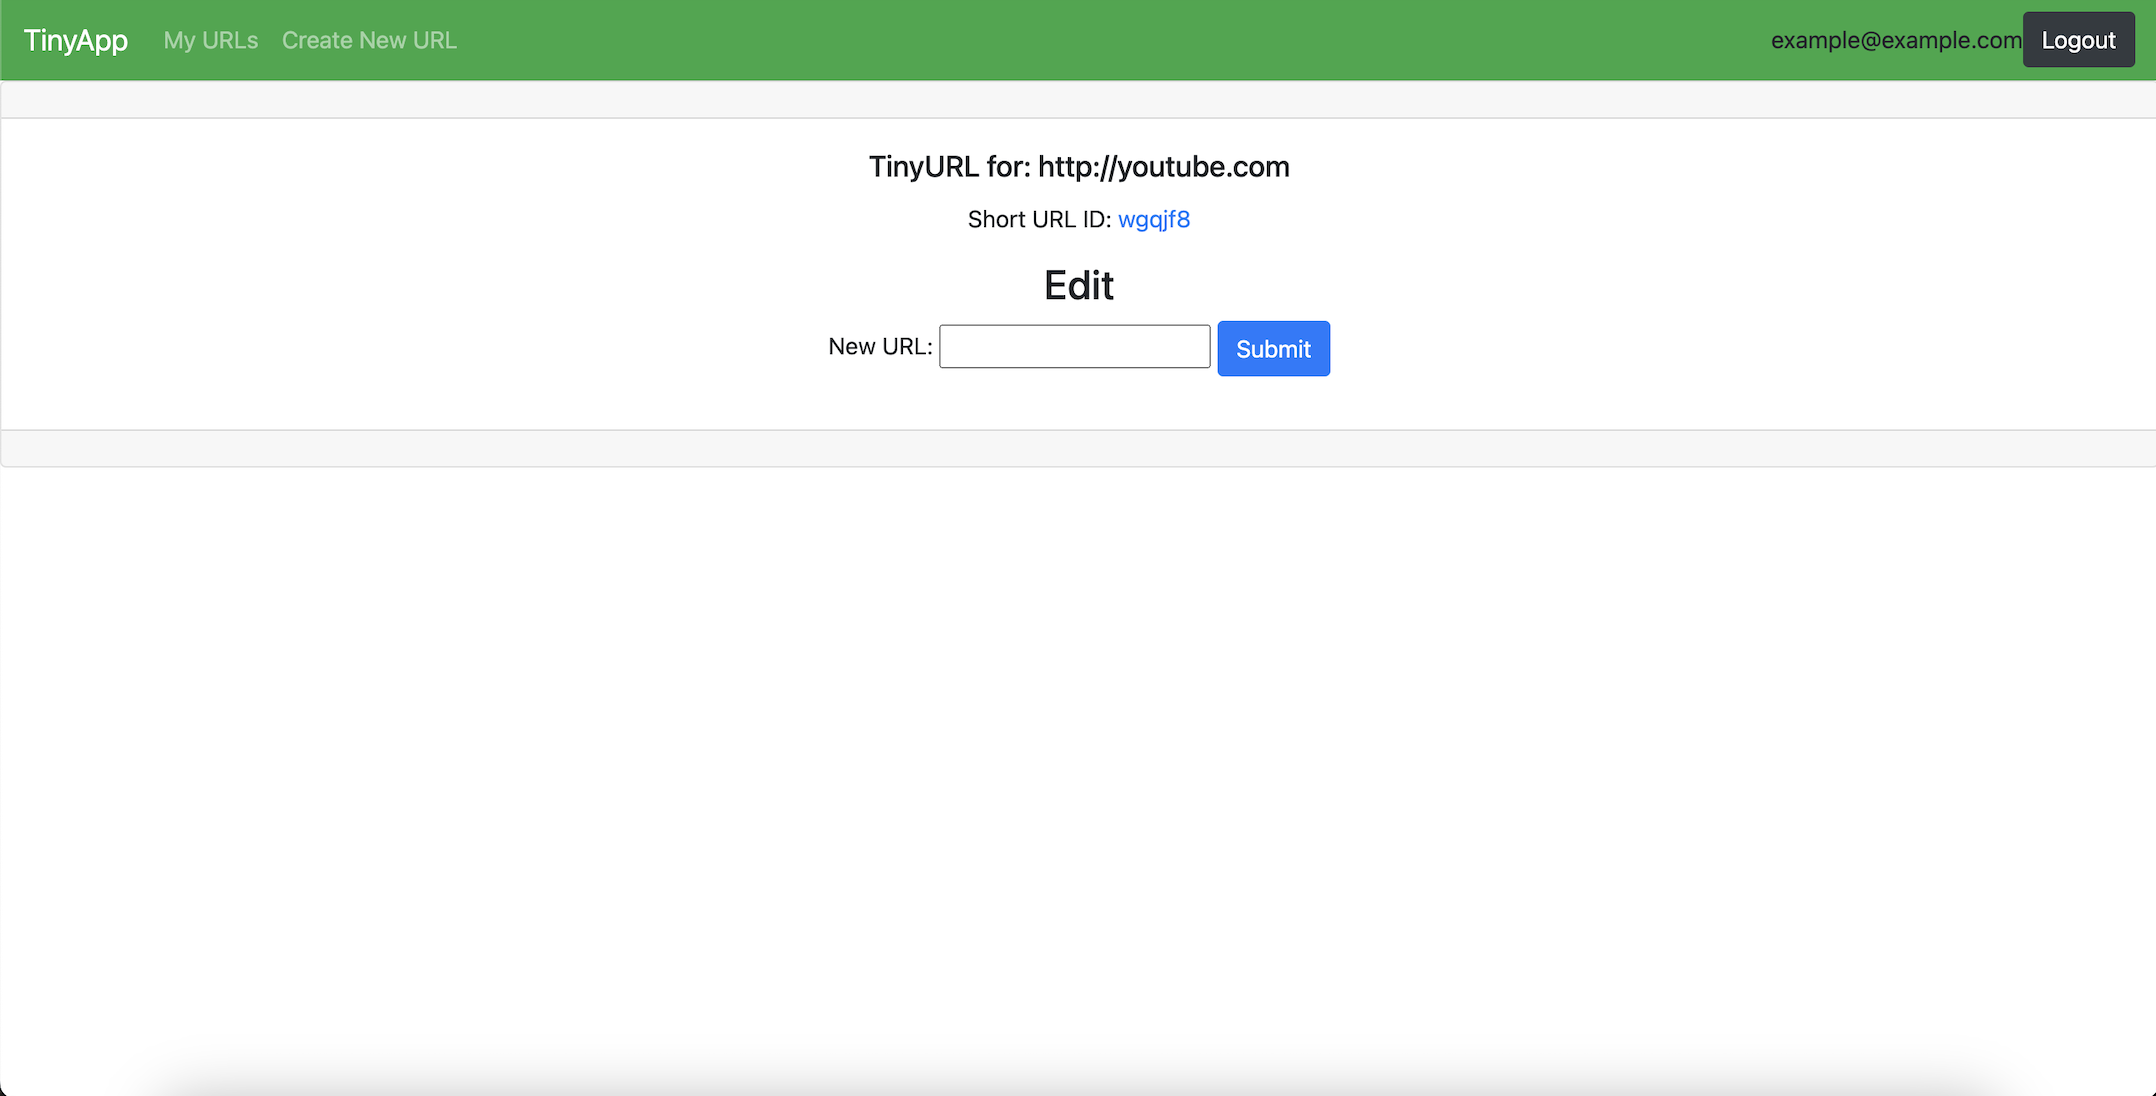 TinyApp My URLs Create New URL example@example.com Logout
TinyURL for: http://youtube.com
Short URL ID: wgqjf8
Edit
New URL: Submit